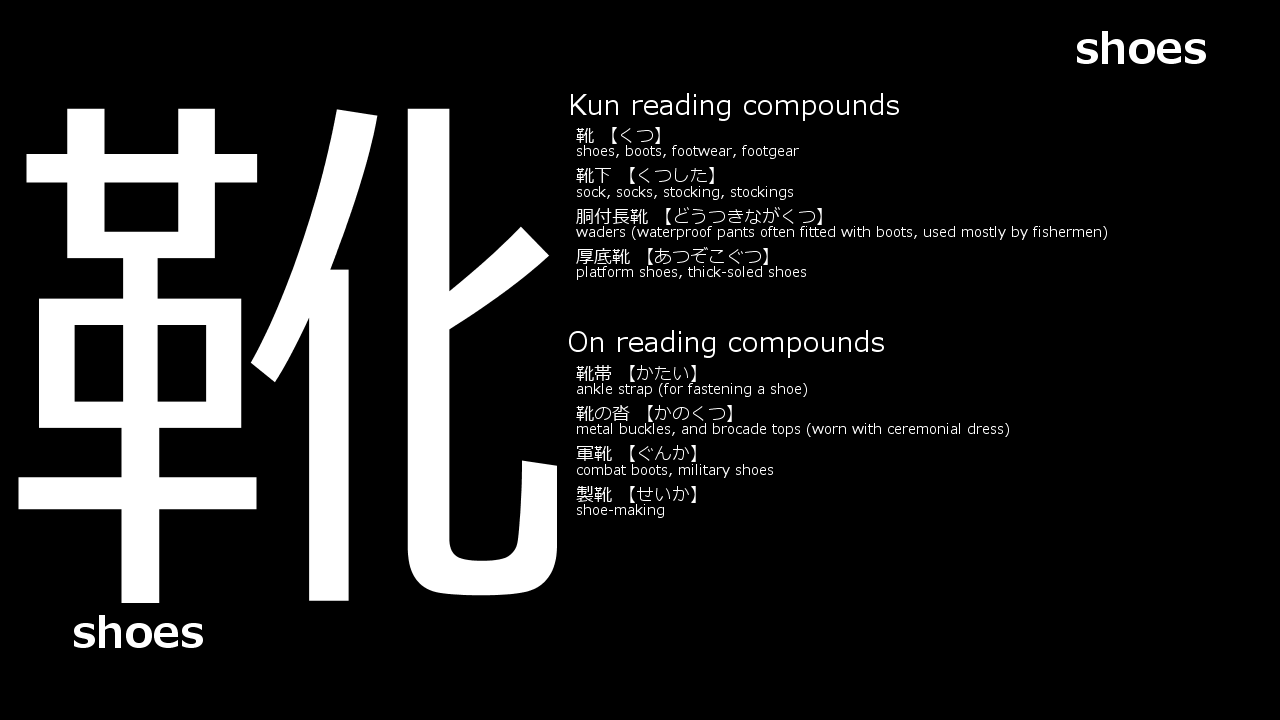 shoes
靴
shoes
Kun reading compounds
靴 【くつ】
shoes, boots, footwear, footgear
靴下 【くつした】
sock, socks, stocking, stockings
胴付長靴 【どうつきながくつ】
waders (waterproof pants often fitted with boots, used mostly by fishermen)
厚底靴 【あつぞこぐつ】
platform shoes, thick-soled shoes
On reading compounds
靴帯 【かたい】
ankle strap (for fastening a shoe)
靴の沓 【かのくつ】
metal buckles, and brocade tops (worn with ceremonial dress)
軍靴 【ぐんか】
combat boots, military shoes
製靴 【せいか】
shoe-making